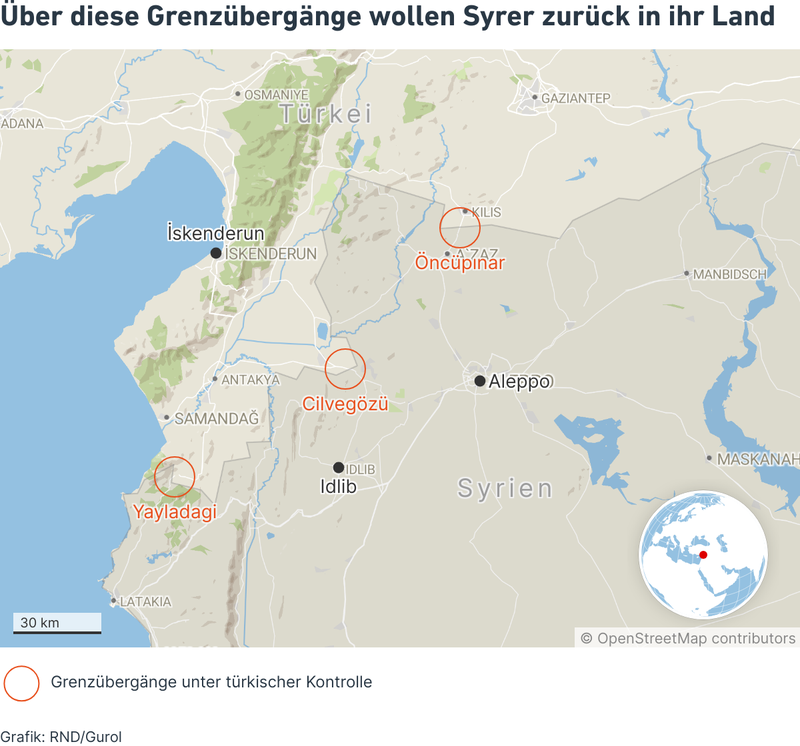 Über diese Grenzübergänge wollen Syrer zurück in ihr Land
OSMANIYE
GAZIANTEP
Türkei
ADANA
KILIS
İskenderun
İSKENDERUN
A'ZAZ
Öncüpınar
MANBIDSCH
ANTAKYA
Aleppo
Cilvegözü
SAMANDAĞ
MASKANAH
IDLIB
Idlib
Syrien
Yayladagi
LATAKIA
30 km
© OpenStreetMap contributors
Grenzübergänge unter türkischer Kontrolle
Grafik: RND/Gurol